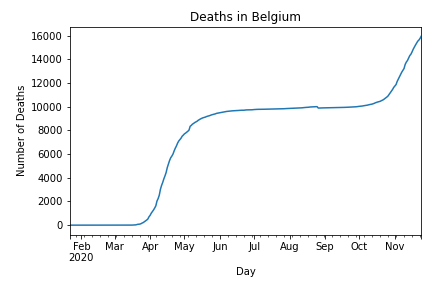 Deaths in Belgium
Number of Deaths
16000
14000
12000
10000
8000
6000
4000
2000
0
Feb Mar Apr May Jun Jul Aug Sep Oct Nov
2020
Day